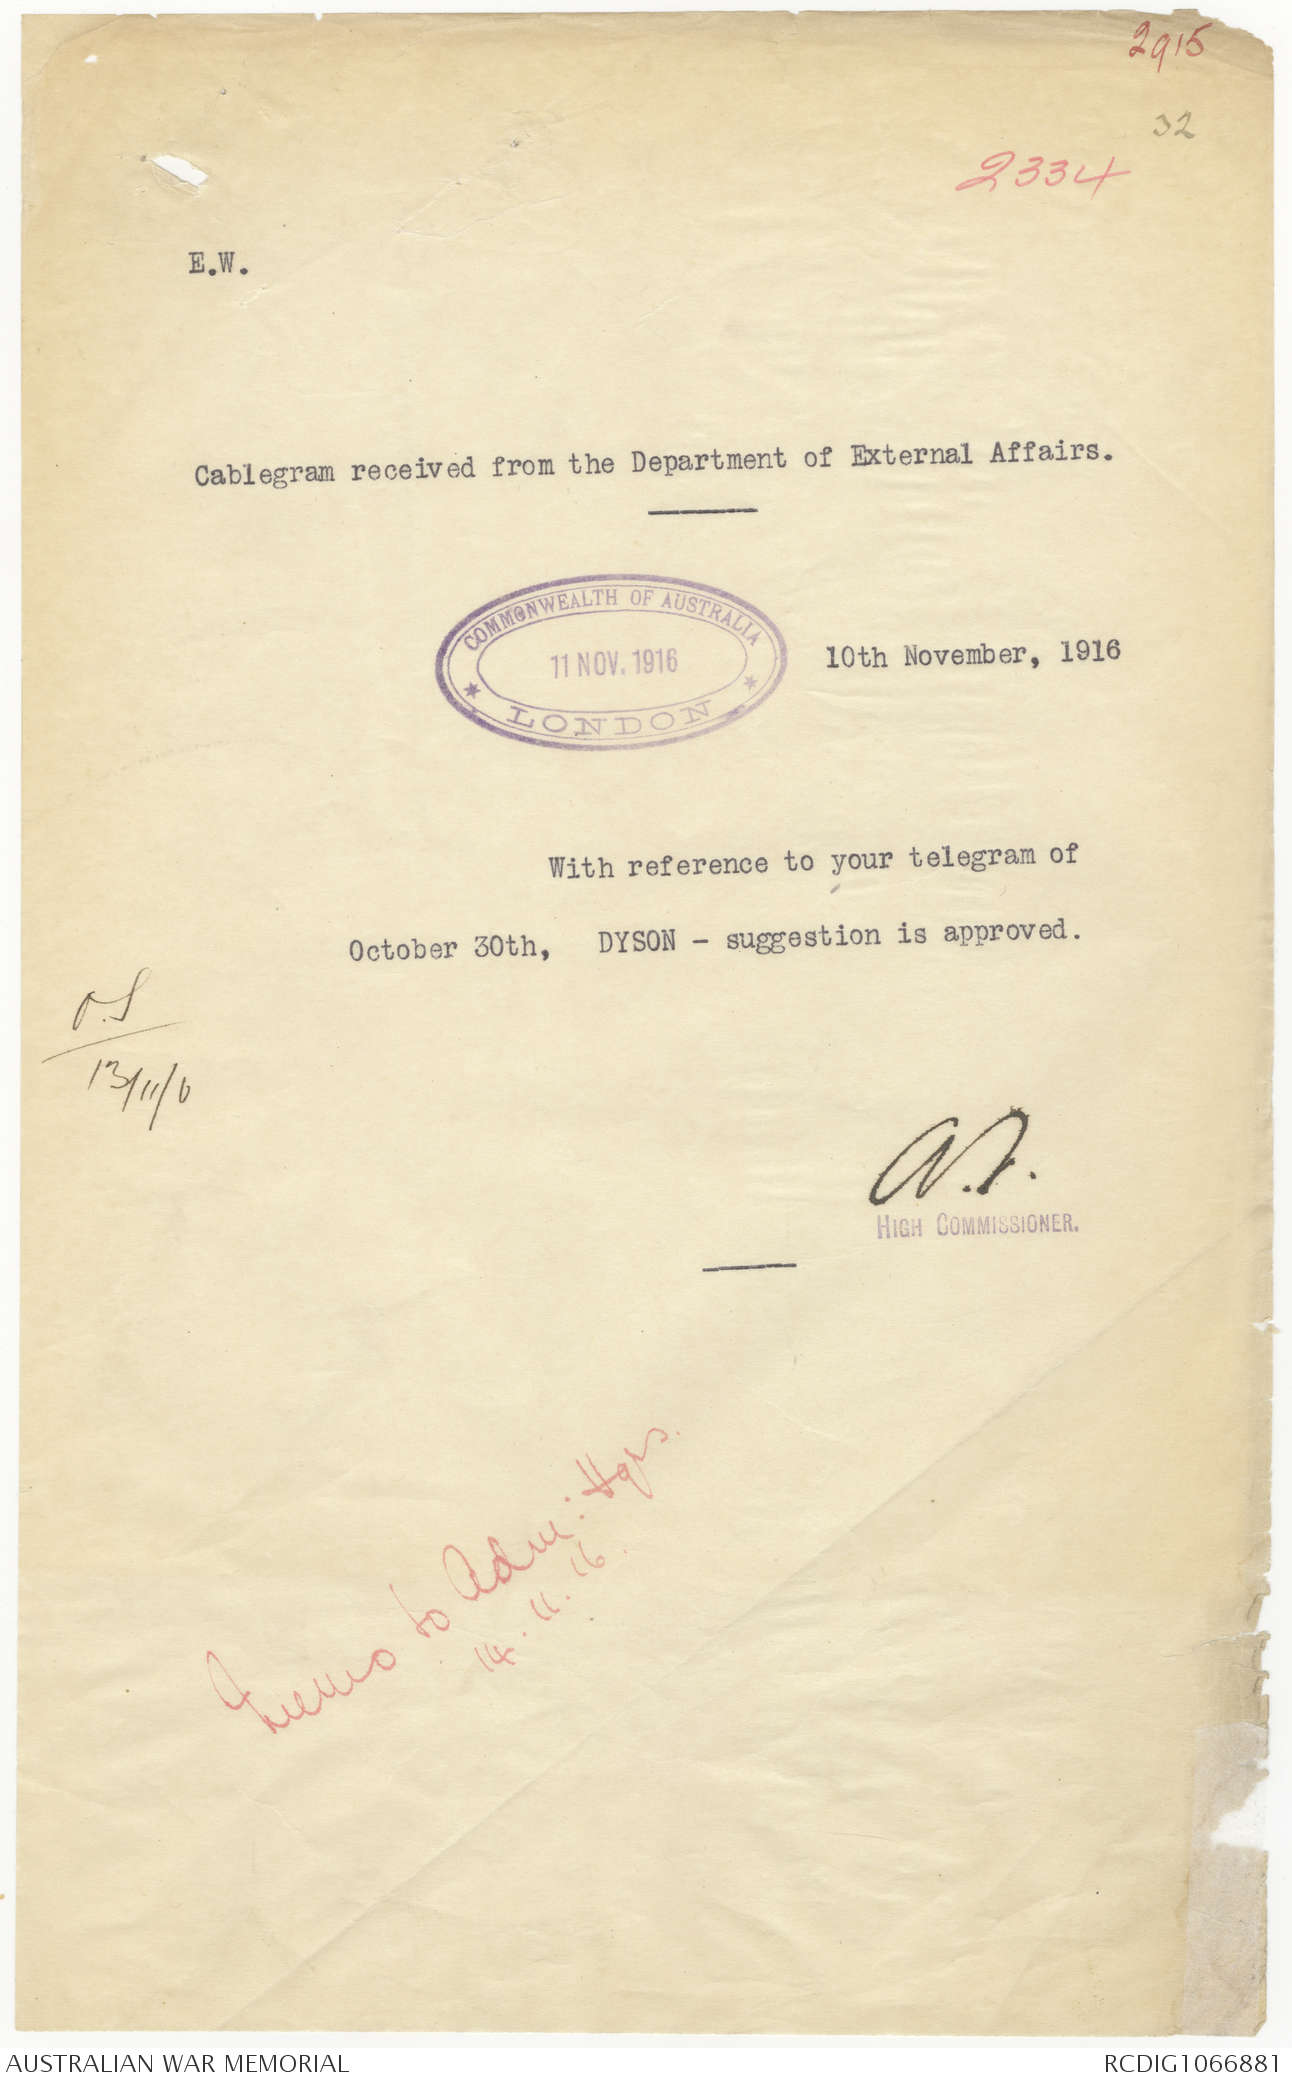 2915
32
2334
E.W.
Cablegram received from the Department of External Affairs.
COMMONWEALTH OF AUSTRALIA
11 NOV. 1916
LONDON
10th November, 1916
With reference to your telegram of
October 30th, DYSON - suggestion is approved.
O.S
13/11/6
A.F.
HIGH COMMISSIONER.
Memo to Adm: Hqrs.
14.11.16.
AUSTRALIAN WAR MEMORIAL
RCDIG1066881